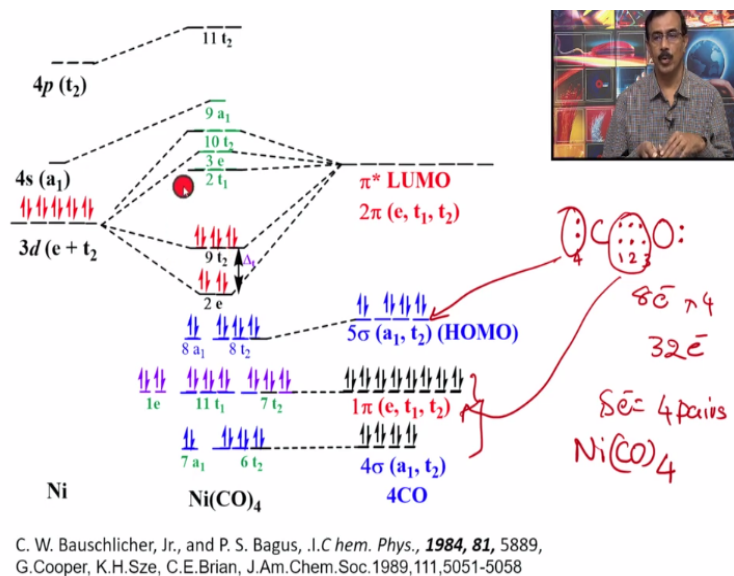 11 t₂
4p (t₂)
9 a₁
10 t₂
3 e
2 t₁
4s (a₁)
π* LUMO
2π (e, t₁, t₂)
3d (e + t₂
9 t₂
Δₜ
2 e
:C:::O:
4 1 2 3
8ē × 4
32ē
8ē = 4 pairs
Ni(CO)₄
8 a₁ 8 t₂
5σ (a₁, t₂) (HOMO)
1e 11 t₁ 7 t₂
1π (e, t₁, t₂)
7 a₁ 6 t₂
4σ (a₁, t₂)
Ni
Ni(CO)₄
4CO
C. W. Bauschlicher, Jr., and P. S. Bagus, .I.C hem. Phys., 1984, 81, 5889,
G.Cooper, K.H.Sze, C.E.Brian, J.Am.Chem.Soc.1989,111,5051-5058